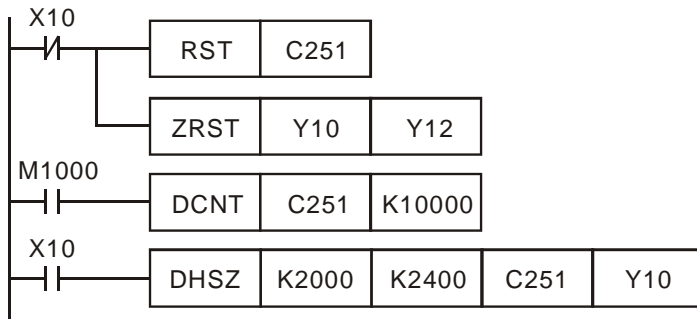 X10
RST C251
ZRST Y10 Y12
M1000
DCNT C251 K10000
X10
DHSZ K2000 K2400 C251 Y10